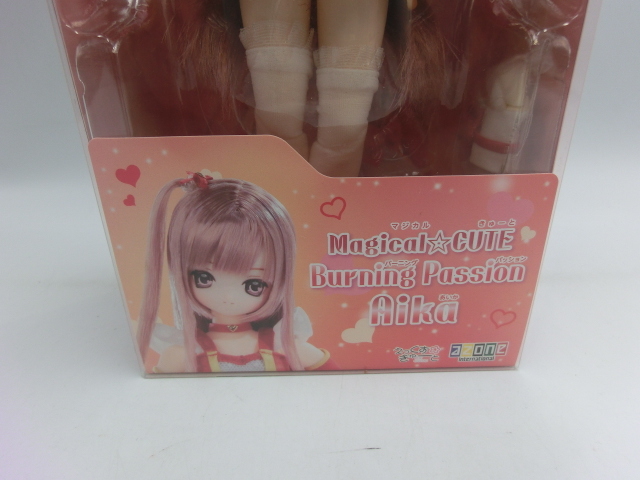 マジカル きゅーと
Magical☆CUTE
バーニング パッション
Burning Passion
あいか
Aika
azone
international